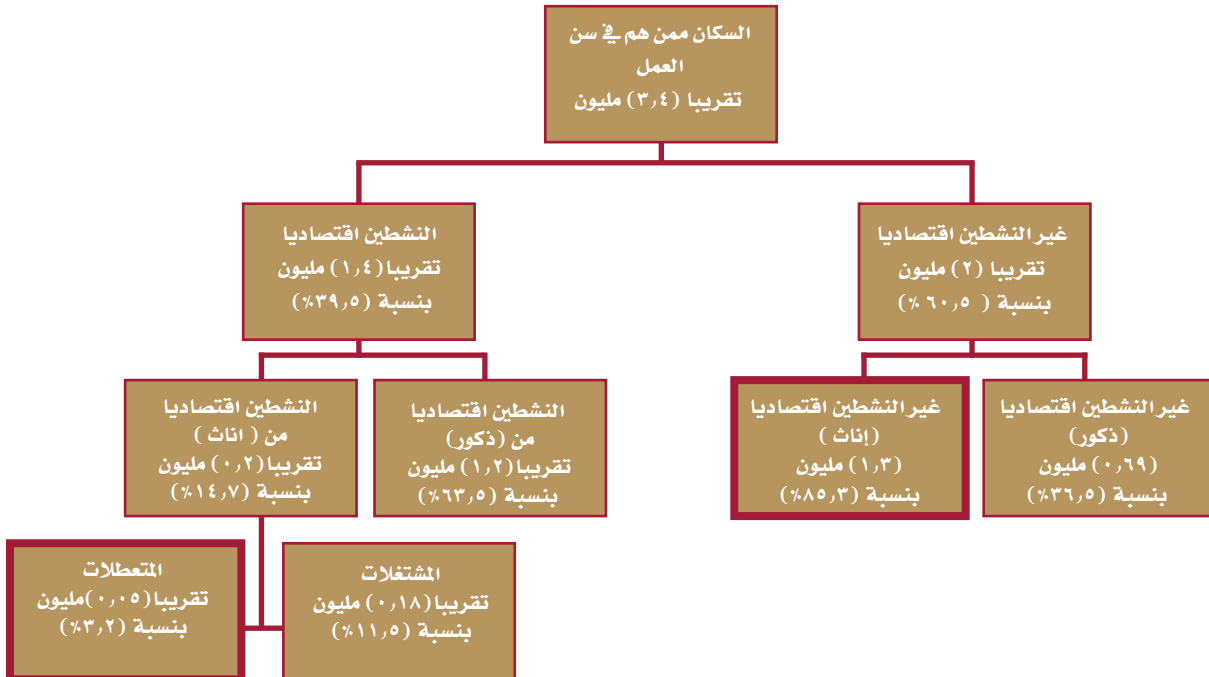 السكان ممن هم في سن
العمل
تقريبا (٣,٤) مليون
النشطين اقتصاديا
تقريبا (١,٤) مليون
بنسبة (٣٩,٥٪)
غير النشطين اقتصاديا
تقريبا (٢) مليون
بنسبة ( ٦٠,٥ ٪)
النشطين اقتصاديا
من ( اناث )
تقريبا (٠,٢) مليون
بنسبة (١٤,٧٪)
النشطين اقتصاديا
من (ذكور)
تقريبا (١,٢) مليون
بنسبة (٦٣,٥٪)
غير النشطين اقتصاديا
(إناث )
(١,٣) مليون
بنسبة (٨٥,٣٪)
غير النشطين اقتصاديا
(ذكور)
(٠,٦٩) مليون
بنسبة (٣٦,٥٪)
المتعطلات
تقريبا (٠,٠٥)مليون
بنسبة (٣,٢٪)
المشتغلات
تقريبا (٠,١٨) مليون
بنسبة (١١,٥٪)